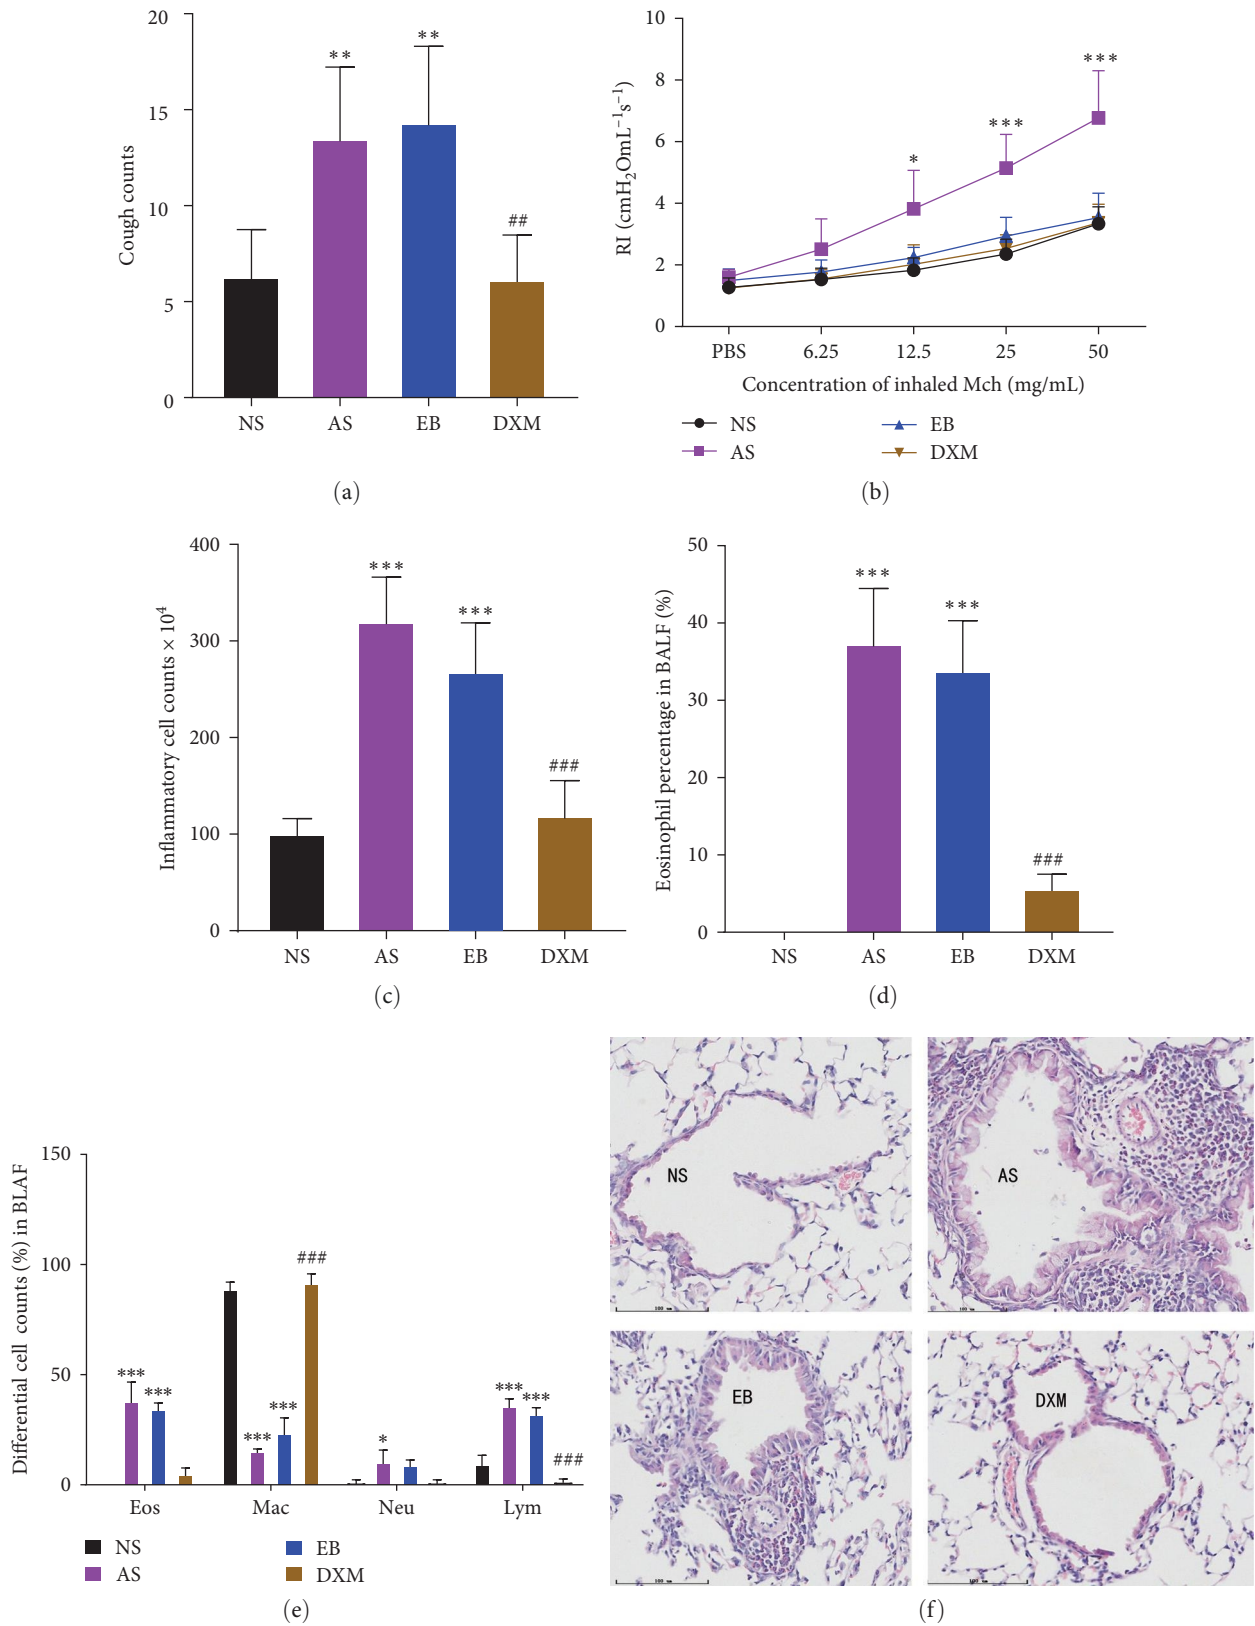 20
15
10
5
0
Cough counts
**
**
##
NS AS EB DXM
(a)
10
8
6
4
2
0
RI (cmH₂OmL⁻¹s⁻¹)
*
***
***
PBS 6.25 12.5 25 50
Concentration of inhaled Mch (mg/mL)
NS EB
AS DXM
(b)
400
300
200
100
0
Inflammatory cell counts × 10⁴
***
***
###
NS AS EB DXM
(c)
50
40
30
20
10
0
Eosinophil percentage in BALF (%)
***
***
###
NS AS EB DXM
(d)
150
100
50
0
Differential cell counts (%) in BLAF
***
***
***
***
###
*
***
***
###
Eos Mac Neu Lym
NS EB
AS DXM
(e)
NS
AS
EB
DXM
(f)